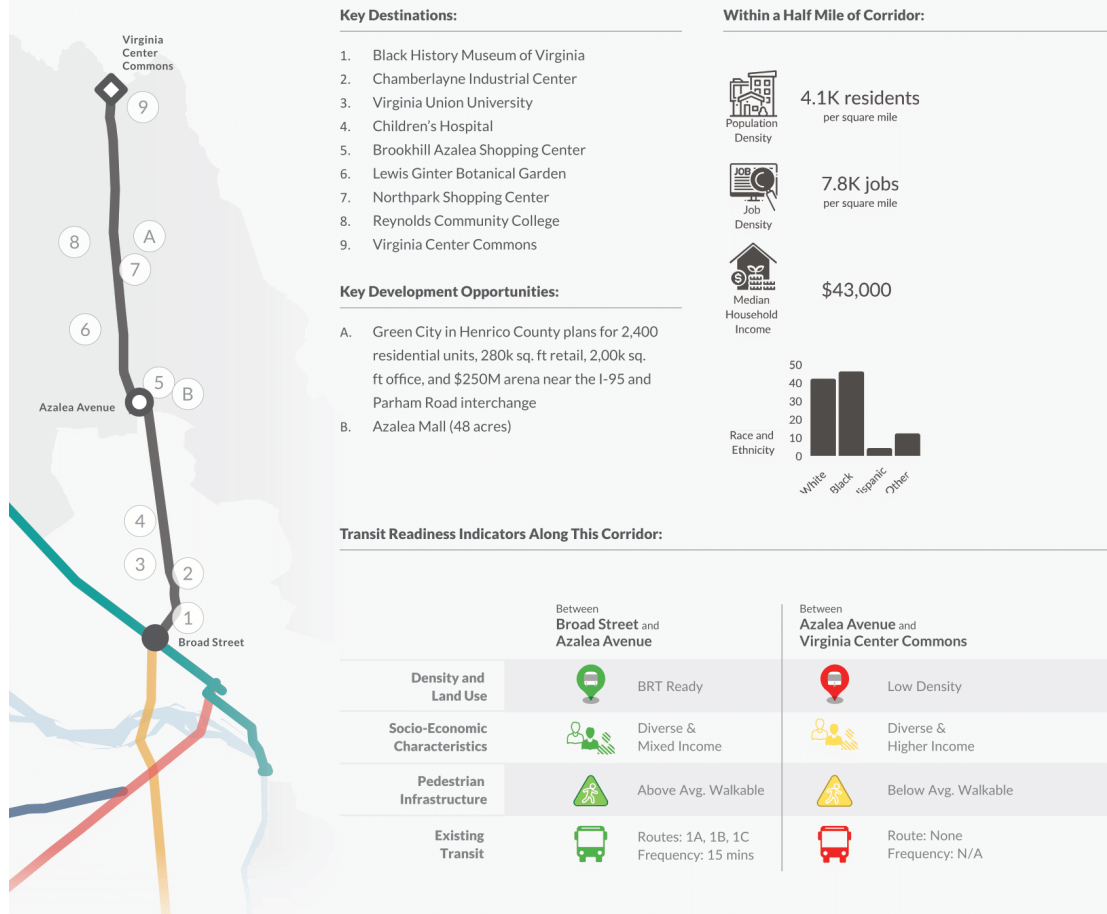 Virginia
Center
Commons
9
8
A
7
6
5
B
Azalea Avenue
4
3
2
1
Broad Street
Key Destinations:
1. Black History Museum of Virginia
2. Chamberlayne Industrial Center
3. Virginia Union University
4. Children's Hospital
5. Brookhill Azalea Shopping Center
6. Lewis Ginter Botanical Garden
7. Northpark Shopping Center
8. Reynolds Community College
9. Virginia Center Commons
Key Development Opportunities:
A. Green City in Henrico County plans for 2,400
residential units, 280k sq. ft retail, 2,00k sq.
ft office, and $250M arena near the I-95 and
Parham Road interchange
B. Azalea Mall (48 acres)
Within a Half Mile of Corridor:
Population
Density
4.1K residents
per square mile
JOB
Job
Density
7.8K jobs
per square mile
$
Median
Household
Income
$43,000
Race and
Ethnicity
50
40
30
20
10
0
White
Black
ispanic
Other
Transit Readiness Indicators Along This Corridor:
Between
Broad Street and
Azalea Avenue
Between
Azalea Avenue and
Virginia Center Commons
Density and
Land Use
BRT Ready
Low Density
Socio-Economic
Characteristics
Diverse &
Mixed Income
Diverse &
Higher Income
Pedestrian
Infrastructure
Above Avg. Walkable
Below Avg. Walkable
Existing
Transit
Routes: 1A, 1B, 1C
Frequency: 15 mins
Route: None
Frequency: N/A